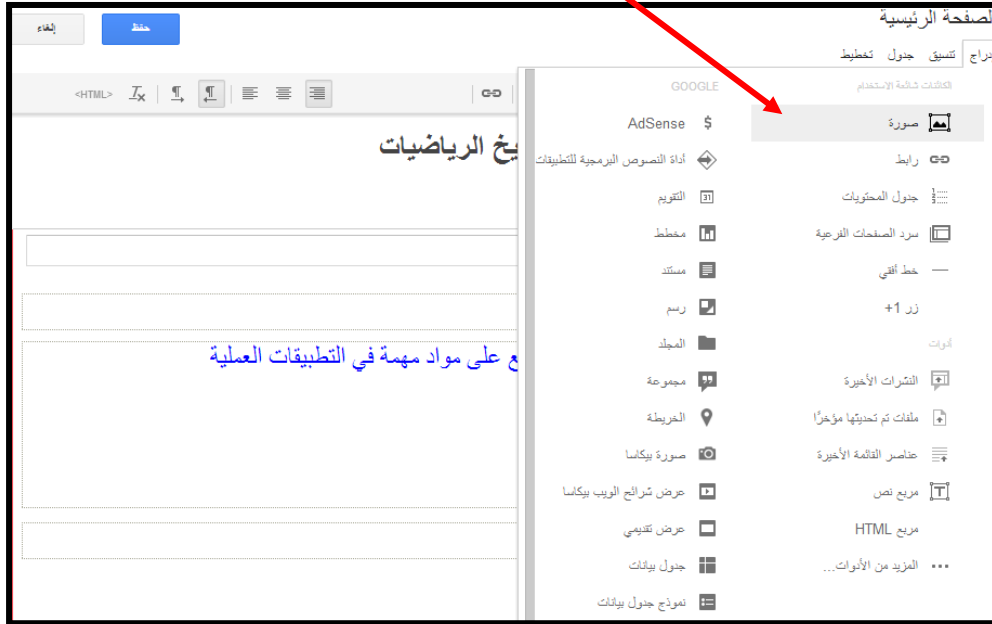 لصفحة الرئيسية
حفظ
إلغاء
دراج
تنسيق
جدول
تخطيط
<HTML>
الكائنات شائعة الاستخدام
صورة
رابط
جدول المحتويات
سرد الصفحات الفرعية
خط أفقي
زر 1+
أدوات
النشرات الأخيرة
ملفات تم تحديثها مؤخرًا
عناصر القائمة الأخيرة
مربع نص
مربع HTML
المزيد من الأدوات...
GOOGLE
AdSense
أداة النصوص البرمجية للتطبيقات
التقويم
31
مخطط
مستند
رسم
المجلد
مجموعة
الخريطة
صورة بيكاسا
عرض شرائح الويب بيكاسا
عرض تقديمي
جدول بيانات
نموذج جدول بيانات
يخ الرياضيات
ع على مواد مهمة في التطبيقات العملية